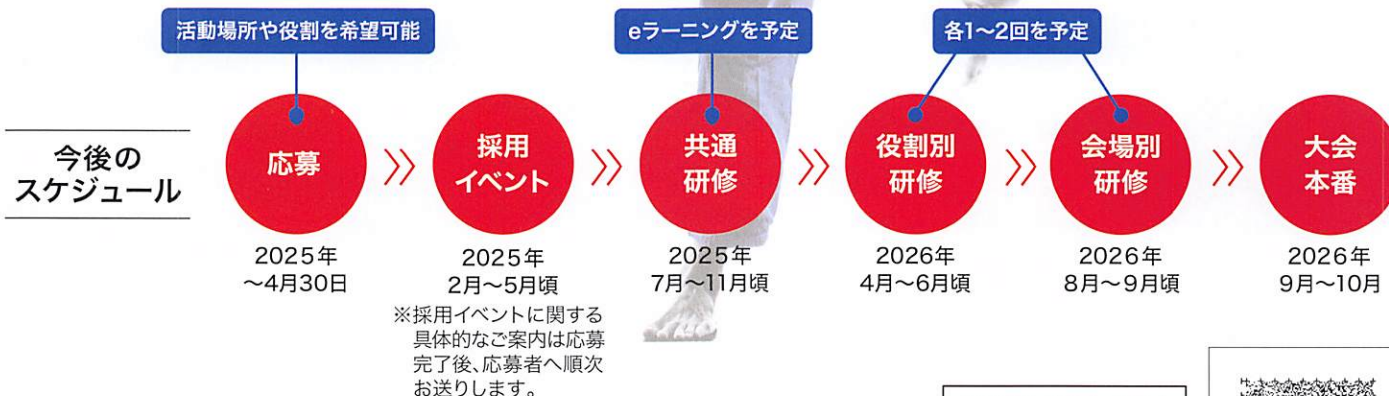 活動場所や役割を希望可能
eラーニングを予定
各1〜2回を予定
今後の
スケジュール
応募
採用
イベント
共通
研修
役割別
研修
会場別
研修
大会
本番
2025年
〜4月30日
2025年
2月〜5月頃
2025年
7月〜11月頃
2026年
4月〜6月頃
2026年
8月〜9月頃
2026年
9月〜10月
※採用イベントに関する
具体的なご案内は応募
完了後、応募者へ順次
お送りします。